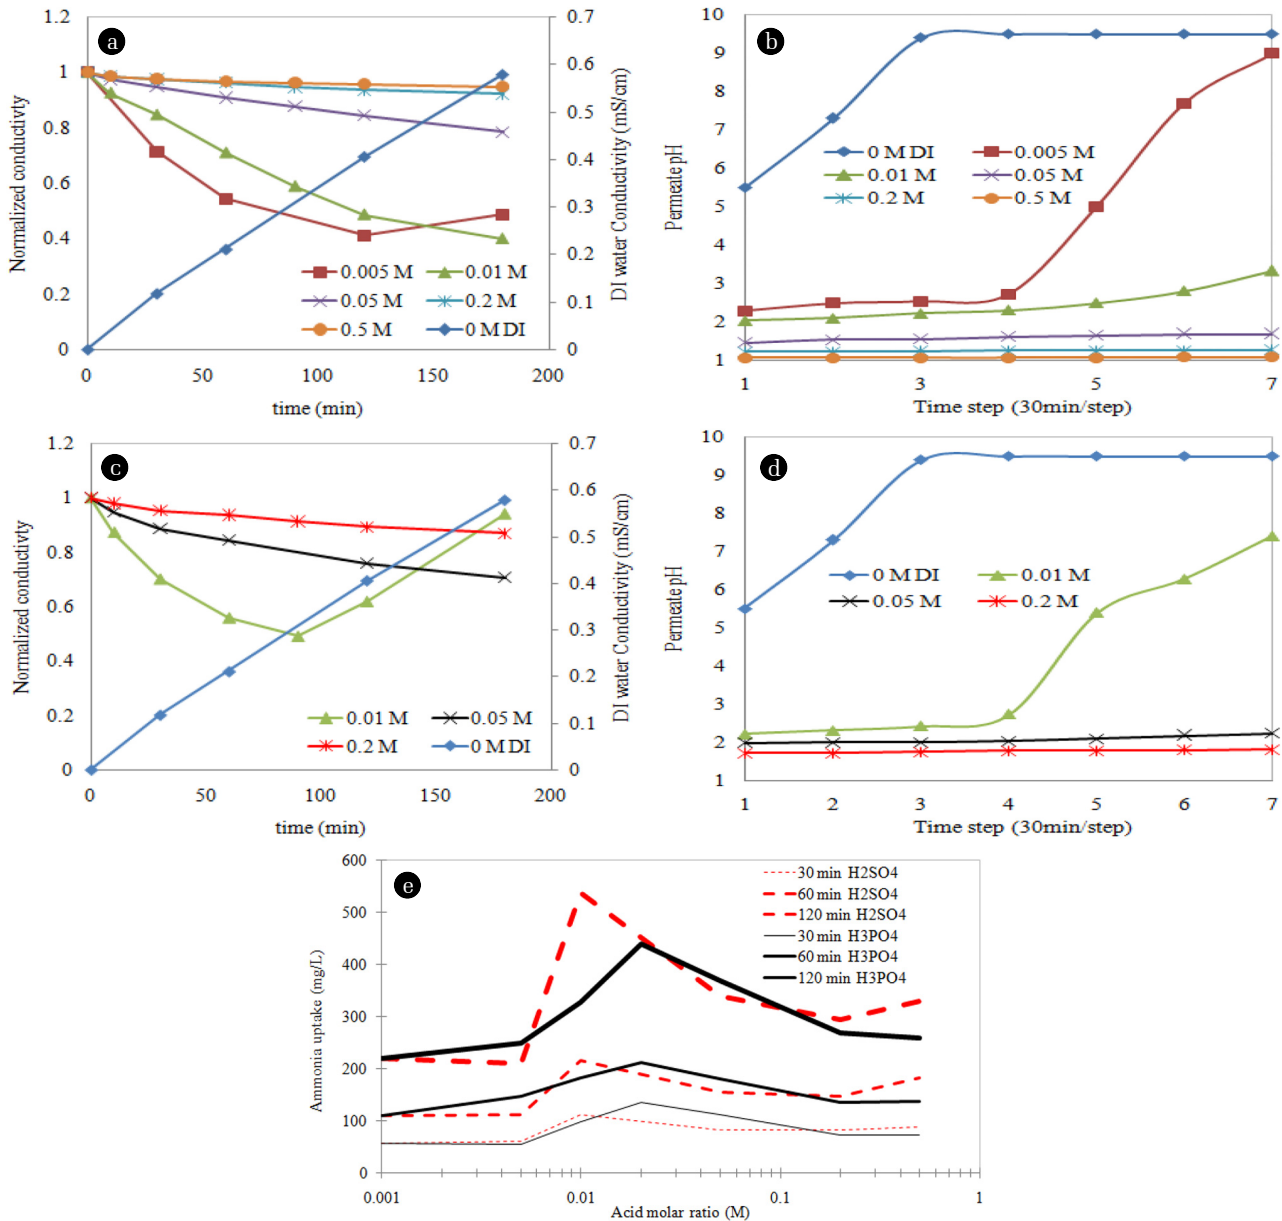 a
1.2
1
0.8
0.6
0.4
0.2
0
Normalized conductivity
0.7
0.6
0.5
0.4
0.3
0.2
0.1
0
DI water Conductivity (mS/cm)
0.005 M
0.01 M
0.05 M
0.2 M
0.5 M
0 M DI
0
50
100
150
200
time (min)
b
10
9
8
7
6
5
4
3
2
1
Permeate pH
0 M DI
0.005 M
0.01 M
0.05 M
0.2 M
0.5 M
1
3
5
7
Time step (30min/step)
c
1.2
1
0.8
0.6
0.4
0.2
0
Normalized conductivty
0.7
0.6
0.5
0.4
0.3
0.2
0.1
0
DI water Conductivity (mS/cm)
0.01 M
0.05 M
0.2 M
0 M DI
0
50
100
150
200
time (min)
d
10
9
8
7
6
5
4
3
2
1
Permeate pH
0 M DI
0.01 M
0.05 M
0.2 M
1
2
3
4
5
6
7
Time step (30min/step)
e
600
500
400
300
200
100
0
Ammonia uptake (mg/L)
30 min H2SO4
60 min H2SO4
120 min H2SO4
30 min H3PO4
60 min H3PO4
120 min H3PO4
0.001
0.01
0.1
1
Acid molar ratio (M)